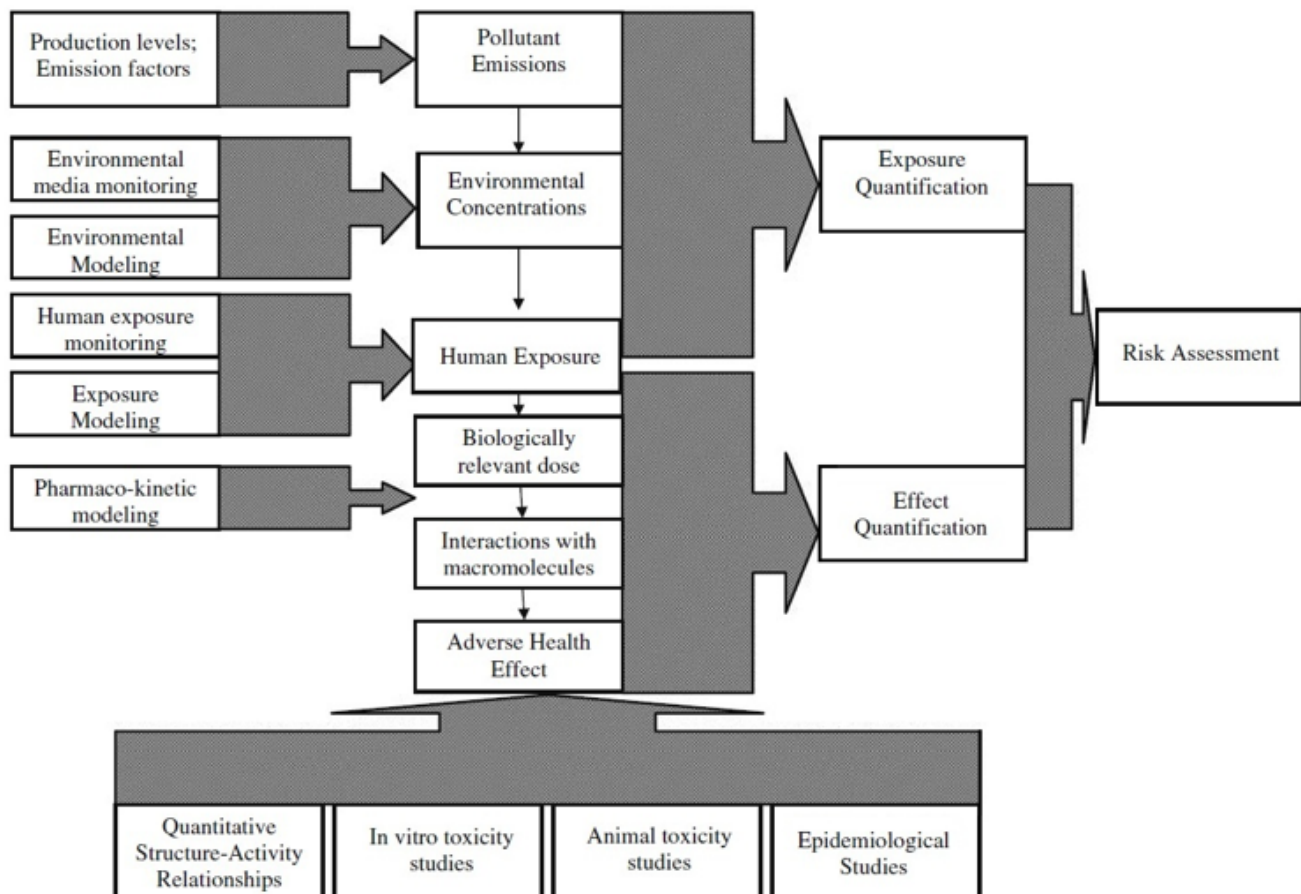 Production levels;
Emission factors
Pollutant
Emissions
Environmental
media monitoring
Environmental
Concentrations
Exposure
Quantification
Environmental
Modeling
Human exposure
monitoring
Human Exposure
Risk Assessment
Exposure
Modeling
Biologically
relevant dose
Pharmaco-kinetic
modeling
Effect
Quantification
Interactions with
macromolecules
Adverse Health
Effect
Quantitative
Structure-Activity
Relationships
In vitro toxicity
studies
Animal toxicity
studies
Epidemiological
Studies